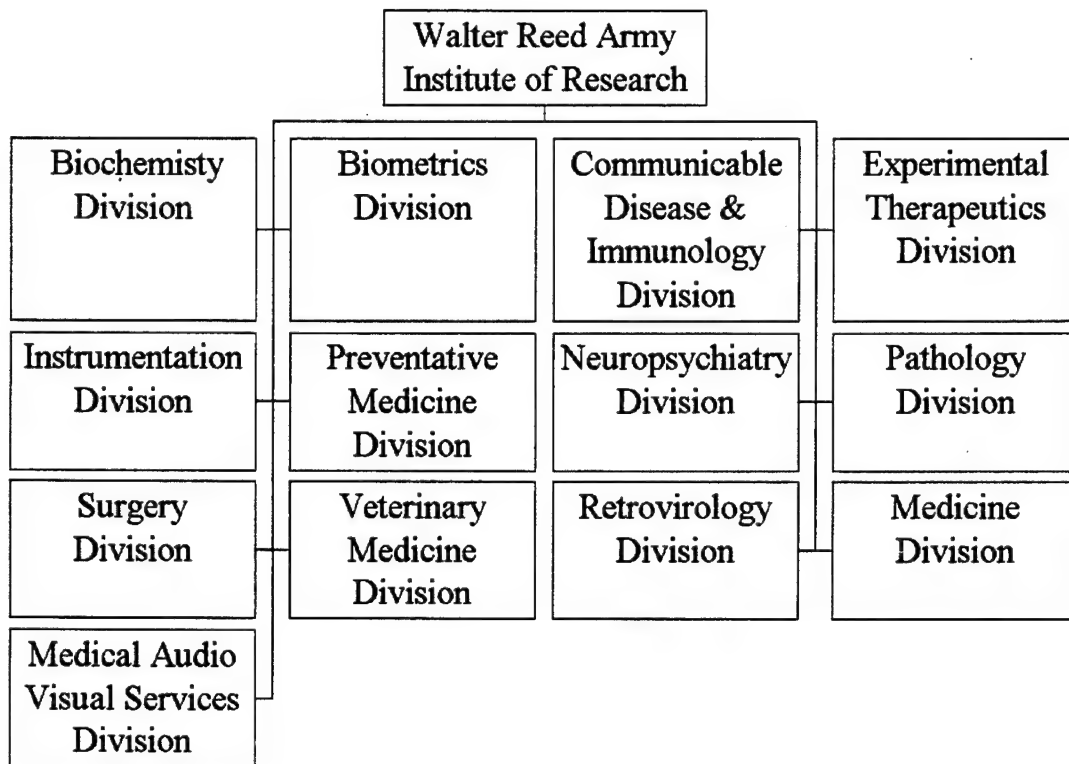 Walter Reed Army
Institute of Research
Biochemisty
Division
Biometrics
Division
Communicable
Disease &
Immunology
Division
Experimental
Therapeutics
Division
Instrumentation
Division
Preventative
Medicine
Division
Neuropsychiatry
Division
Pathology
Division
Surgery
Division
Veterinary
Medicine
Division
Retrovirology
Division
Medicine
Division
Medical Audio
Visual Services
Division